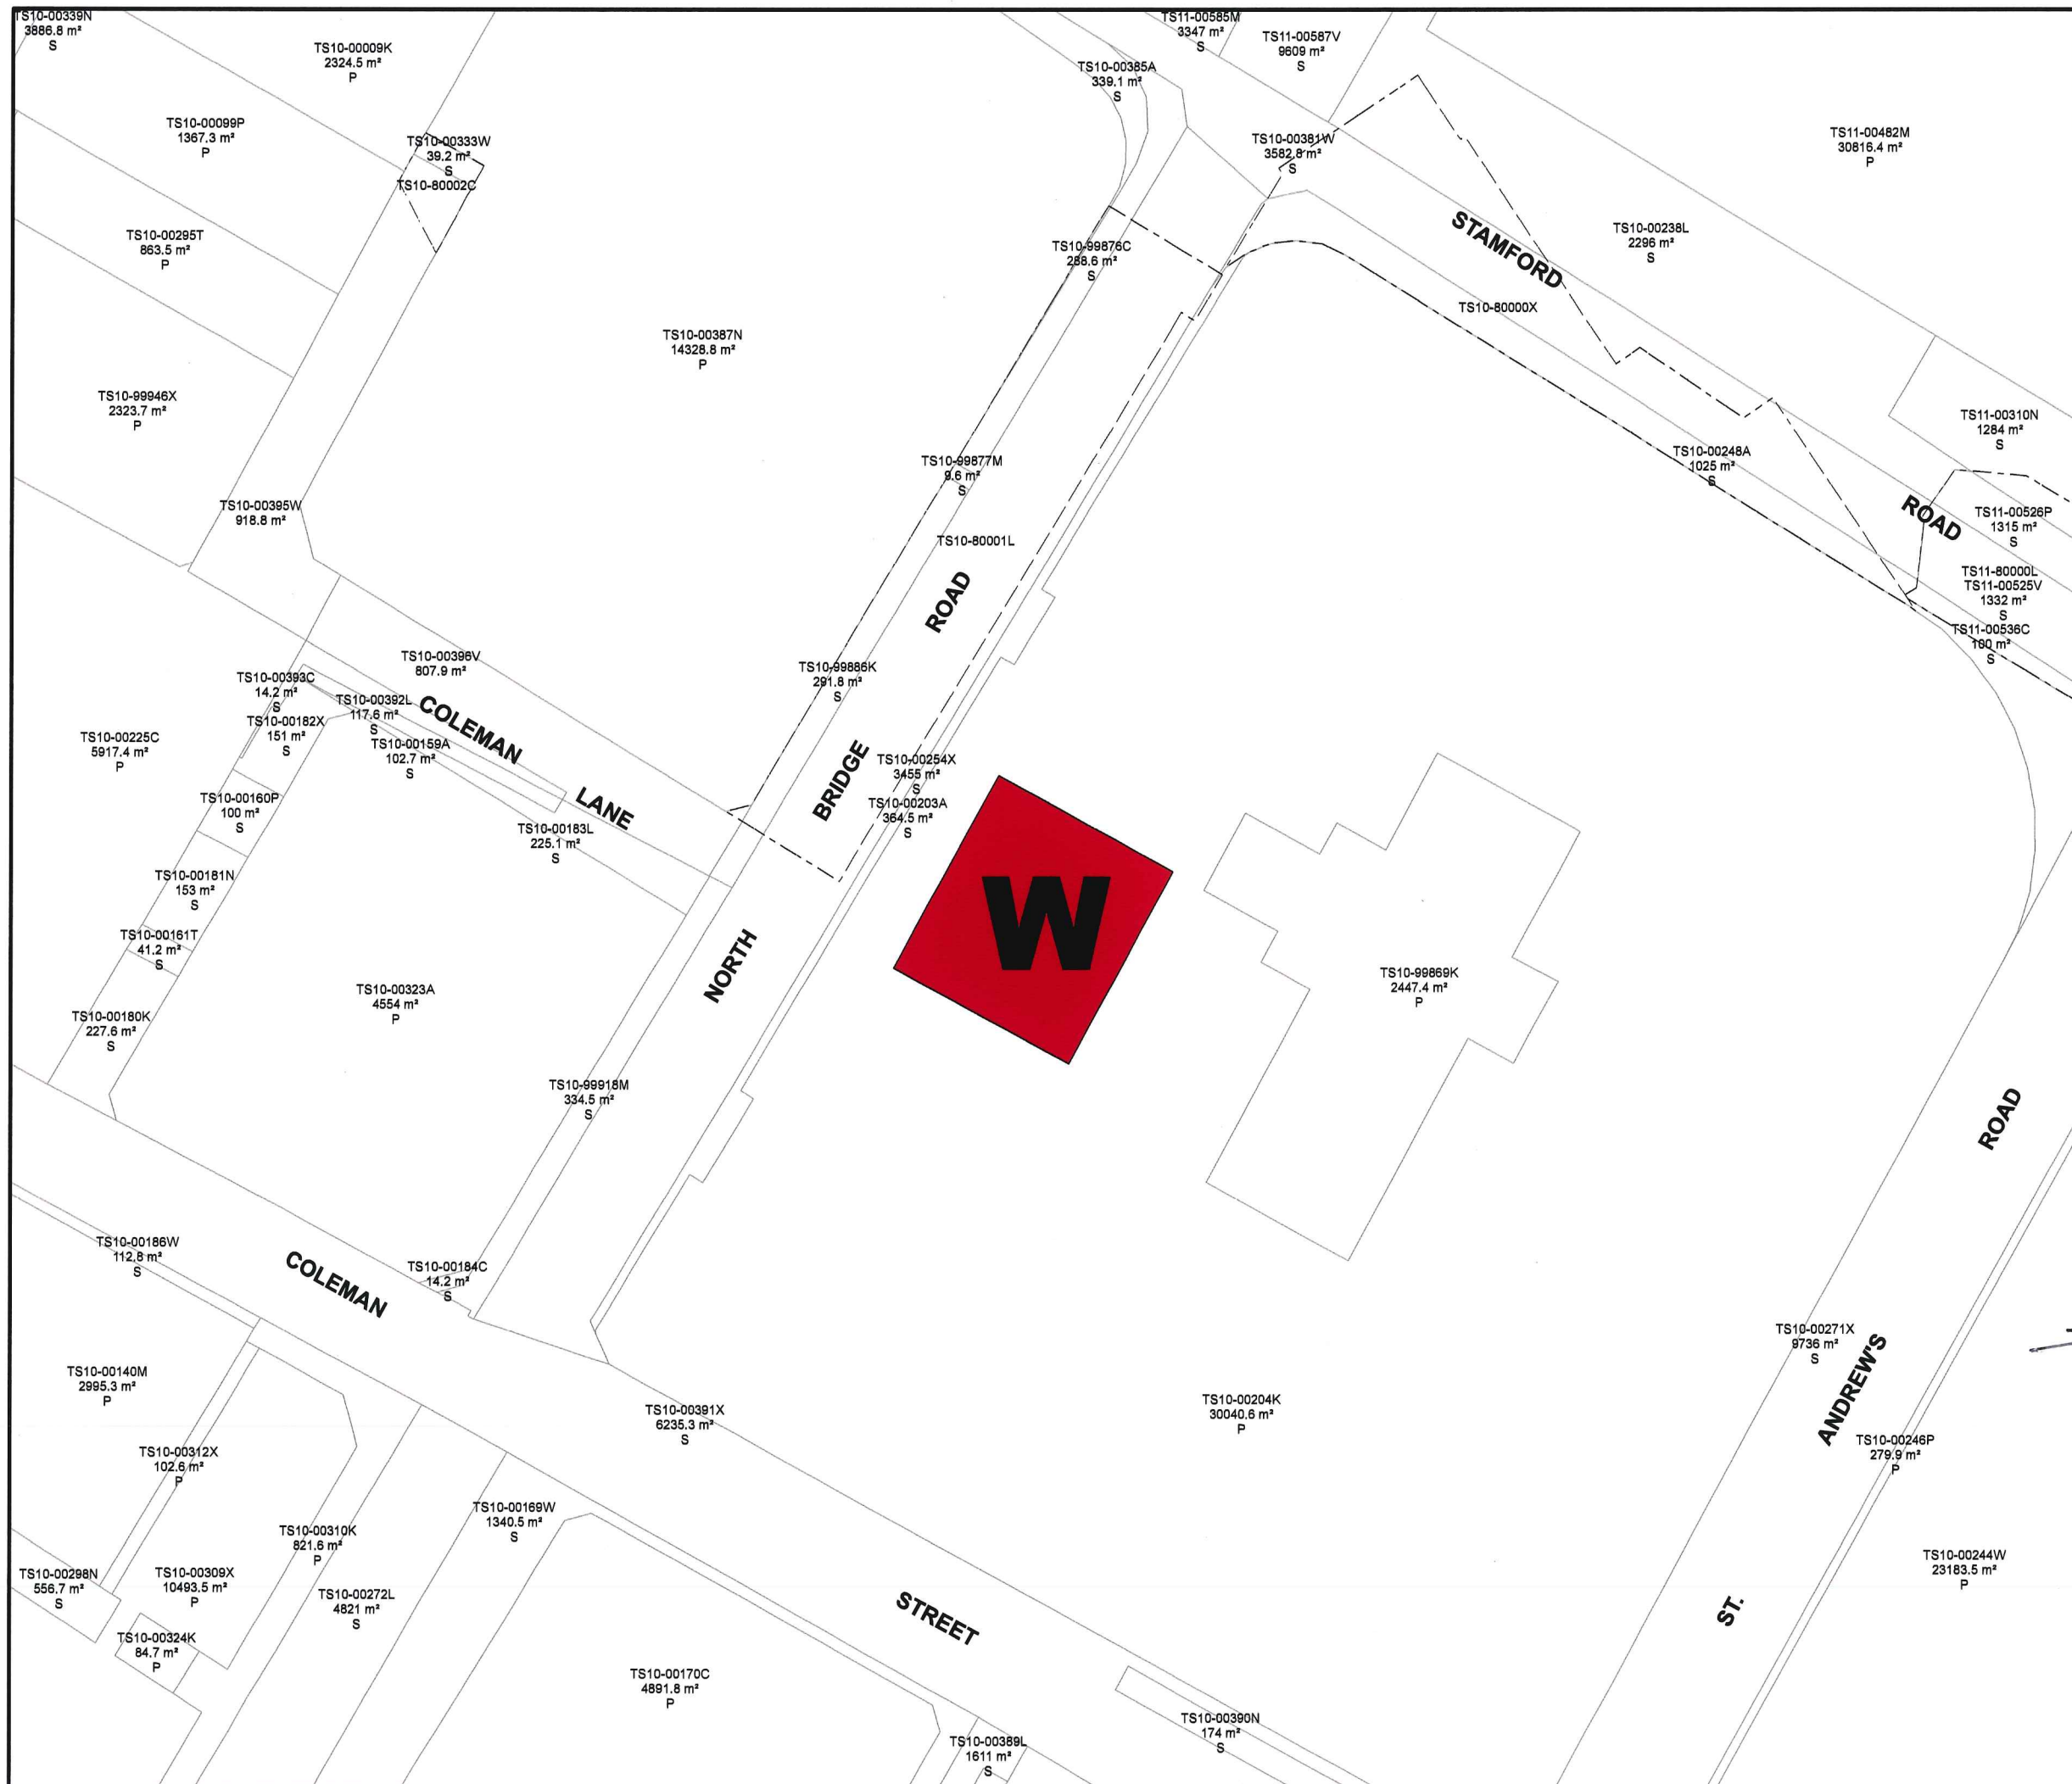 TS10-00339N
3886.8 m²
S
TS10-00009K
2324.5 m²
P
TS11-00585M
3347 m²
S
TS11-00587V
9609 m²
S
TS10-00385A
339.1 m²
S
TS10-00099P
1367.3 m²
P
TS10-00333W
39.2 m²
S
TS10-80002C
TS10-00381W
3582.8 m²
S
TS11-00482M
30816.4 m²
P
TS10-00295T
863.5 m²
P
TS10-99876C
288.6 m²
S
STAMFORD
TS10-00238L
2296 m²
S
TS10-80000X
TS10-00387N
14328.8 m²
P
TS10-99946X
2323.7 m²
P
TS11-00310N
1284 m²
S
TS10-99877M
9.6 m²
S
TS10-00248A
1025 m²
S
TS10-00395W
918.8 m²
ROAD
TS11-00526P
1315 m²
S
TS10-80001L
ROAD
TS11-80000L
TS11-00525V
1332 m²
S
TS11-00536C
100 m²
S
TS10-00396V
807.9 m²
TS10-99886K
291.8 m²
S
TS10-00393C
14.2 m²
S
TS10-00392L
117.6 m²
S
COLEMAN
TS10-00182X
151 m²
S
TS10-00225C
5917.4 m²
P
TS10-00159A
102.7 m²
S
BRIDGE
TS10-00254X
3455 m²
S
TS10-00160P
100 m²
S
LANE
TS10-00203A
364.5 m²
S
TS10-00183L
225.1 m²
S
TS10-00181N
153 m²
S
W
TS10-00161T
41.2 m²
S
NORTH
TS10-99869K
2447.4 m²
P
TS10-00323A
4554 m²
P
TS10-00180K
227.6 m²
S
TS10-99918M
334.5 m²
S
ROAD
TS10-00186W
112.8 m²
S
COLEMAN
TS10-00184C
14.2 m²
S
TS10-00271X
9736 m²
S
ANDREW'S
TS10-00140M
2995.3 m²
P
TS10-00391X
6235.3 m²
S
TS10-00204K
30040.6 m²
P
TS10-00312X
102.6 m²
P
TS10-00246P
279.9 m²
P
TS10-00169W
1340.5 m²
S
TS10-00310K
821.6 m²
P
TS10-00298N
556.7 m²
S
TS10-00309X
10493.5 m²
P
TS10-00272L
4821 m²
S
TS10-00244W
23183.5 m²
P
STREET
ST.
TS10-00324K
84.7 m²
P
TS10-00170C
4891.8 m²
P
TS10-00390N
174 m²
S
TS10-00389L
1611 m²
S